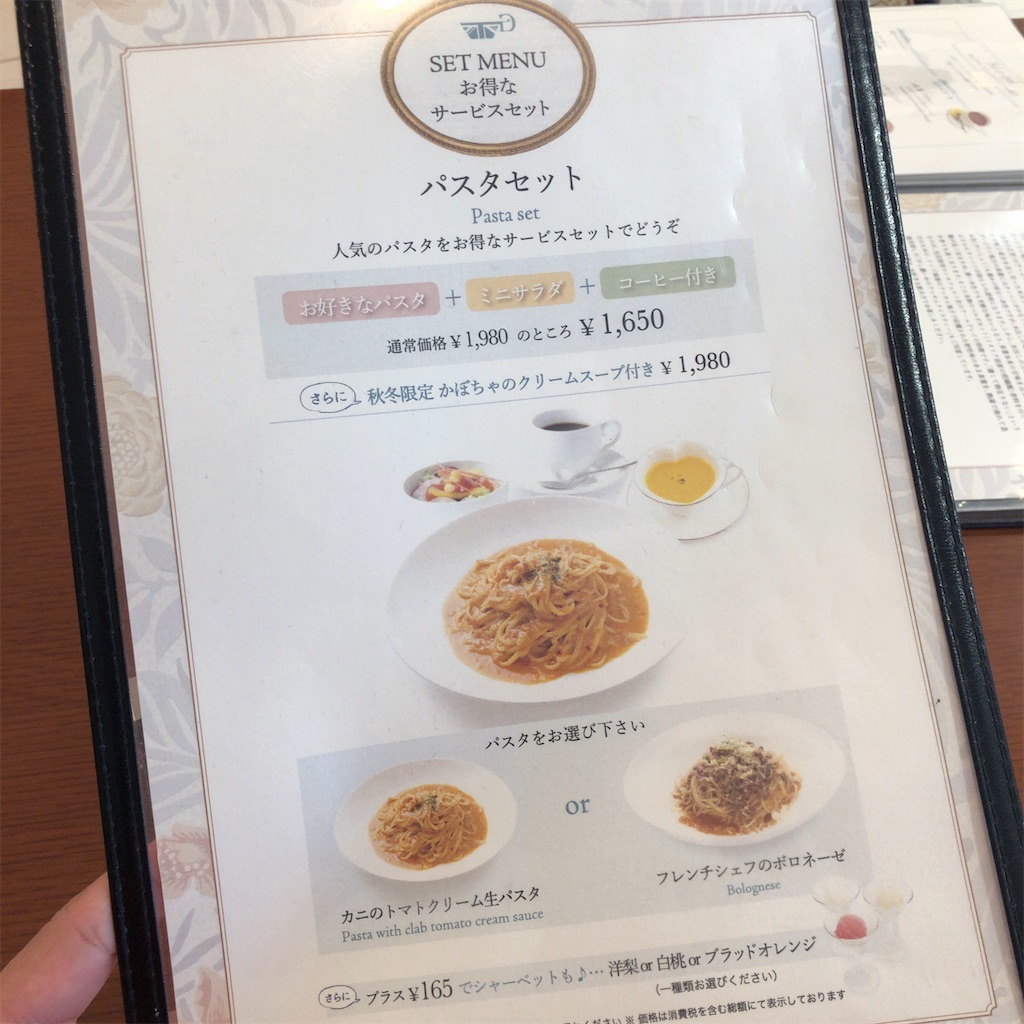 SET MENU
お得な
サービスセット
パスタセット
Pasta set
人気のパスタをお得なサービスセットでどうぞ
お好きなパスタ + ミニサラダ + コーヒー付き
通常価格¥1,980 のところ ¥1,650
さらに 秋冬限定 かぼちゃのクリームスープ付き ¥1,980
パスタをお選び下さい
or
カニのトマトクリーム生パスタ
Pasta with clab tomato cream sauce
フレンチシェフのボロネーゼ
Bolognese
さらに プラス¥165 でシャーベットも♪… 洋梨 or 白桃 or ブラッドオレンジ
(一種類お選びください)
ください ※ 価格は消費税を含む総額にて表示しております